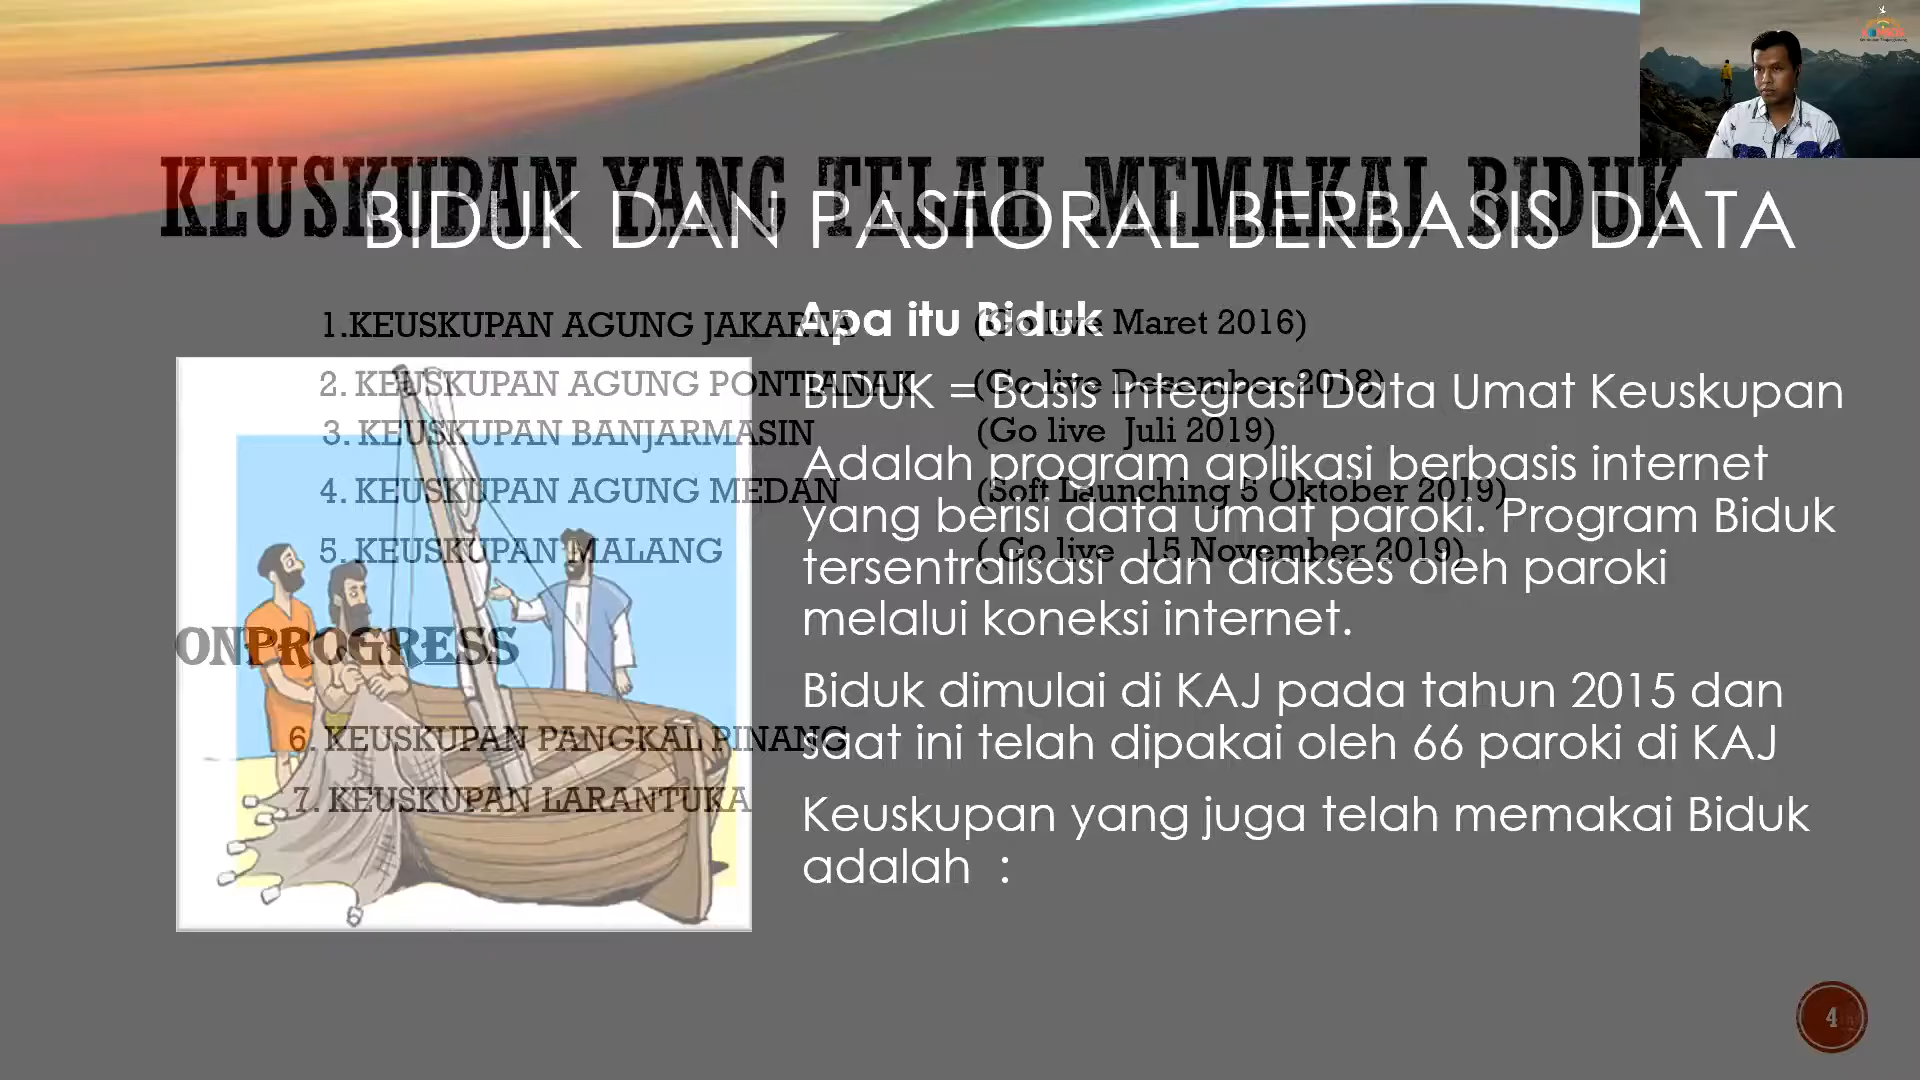 KEUSKUPAN YANG TELAH MEMAKAI BIDUK
BIDUK DAN PASTORAL BERBASIS DATA
1.KEUSKUPAN AGUNG JAKARTA (Go live Maret 2016)
2. KEUSKUPAN AGUNG PONTIANAK (Go live Desember 2018)
3. KEUSKUPAN BANJARMASIN (Go live Juli 2019)
4. KEUSKUPAN AGUNG MEDAN (Soft Launching 5 Oktober 2019)
5. KEUSKUPAN MALANG ( Go live 15 November 2019)
ONPROGRESS
6. KEUSKUPAN PANGKAL PINANG
7. KEUSKUPAN LARANTUKA
Apa itu Biduk
BIDUK = Basis Integrasi Data Umat Keuskupan
Adalah program aplikasi berbasis internet
yang berisi data umat paroki. Program Biduk
tersentralisasi dan diakses oleh paroki
melalui koneksi internet.
Biduk dimulai di KAJ pada tahun 2015 dan
saat ini telah dipakai oleh 66 paroki di KAJ
Keuskupan yang juga telah memakai Biduk
adalah :
4